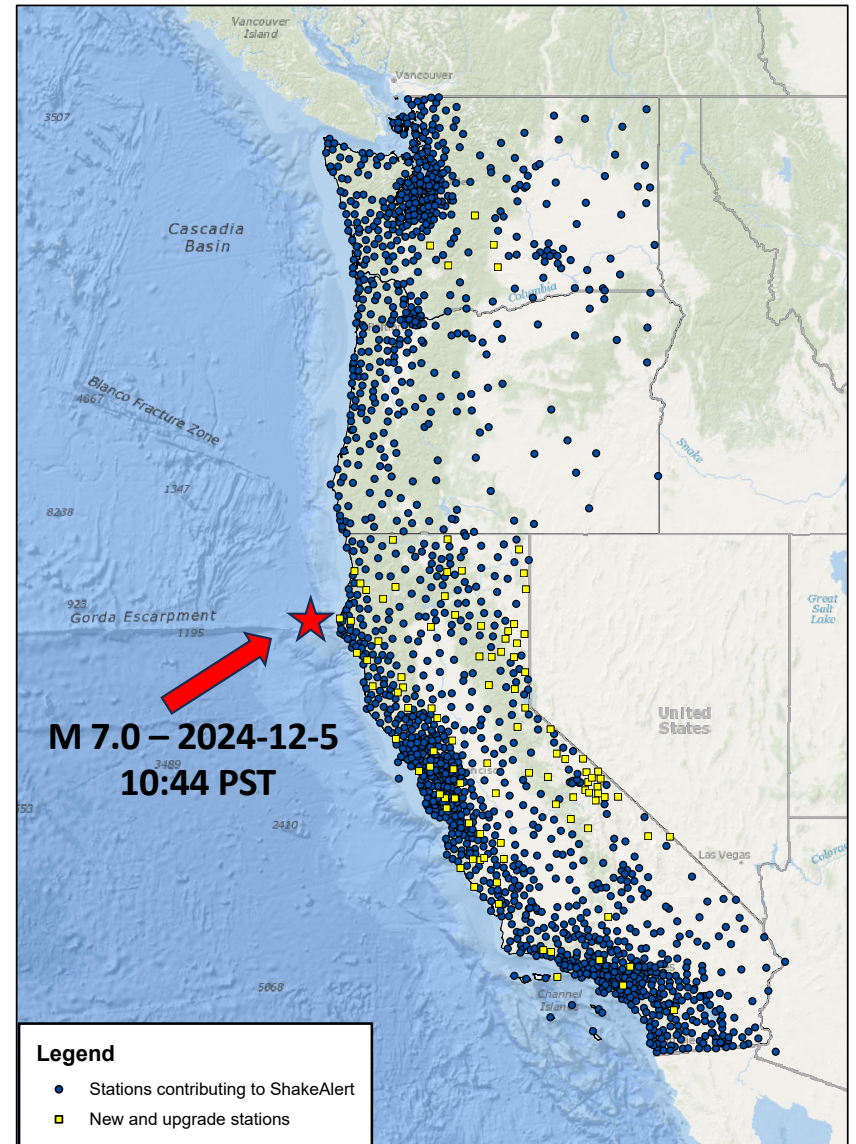 Vancouver
Island
Vancouver
3507
Cascadia
Basin
Columbia
Blanco Fracture Zone
4867
Snake
1347
8238
923
Gorda Escarpment
1195
Great
Salt
Lake
United
States
M 7.0 – 2024-12-5
10:44 PST
3489
2410
Las Vegas
5068
Channel
Legend
Stations contributing to ShakeAlert
New and upgrade stations